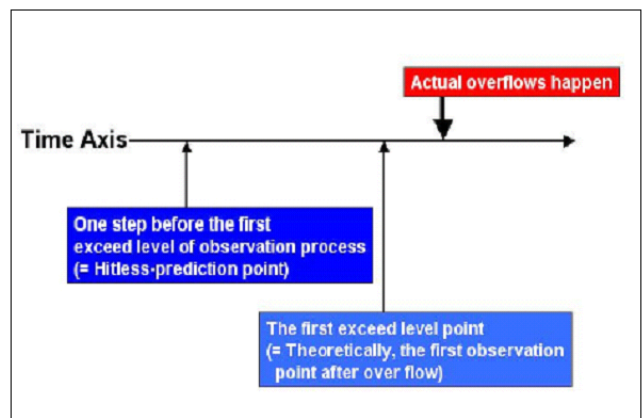 Actual overflows happen
Time Axis
One step before the first
exceed level of observation process
(= Hitless-prediction point)
The first exceed level point
(= Theoretically, the first observation
point after over flow)